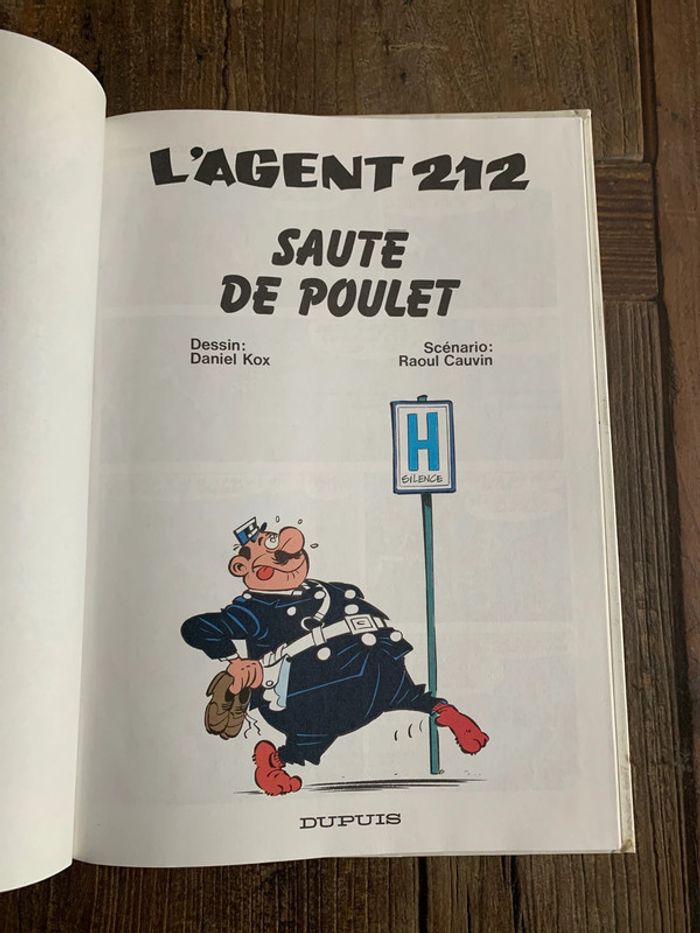 L'AGENT 212
SAUTE
DE POULET
Dessin:
Daniel Kox
Scénario:
Raoul Cauvin
H
SILENCE
DUPUIS